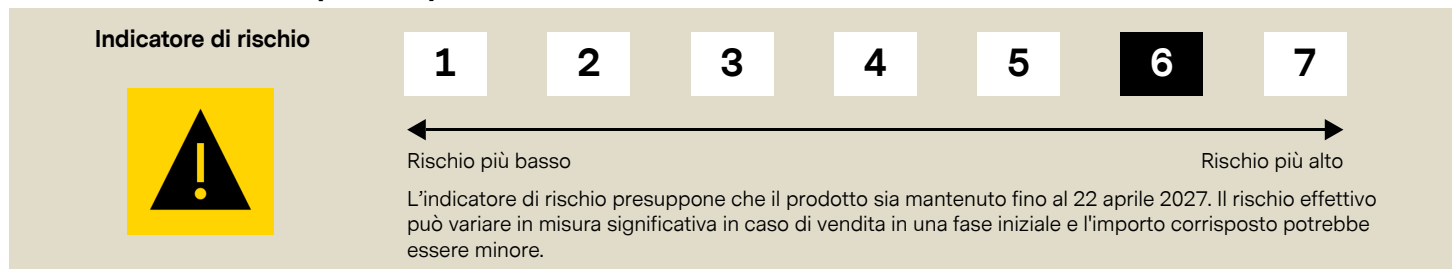 Indicatore di rischio
1 2 3 4 5 6 7
Rischio più basso Rischio più alto
L'indicatore di rischio presuppone che il prodotto sia mantenuto fino al 22 aprile 2027. Il rischio effettivo
può variare in misura significativa in caso di vendita in una fase iniziale e l'importo corrisposto potrebbe
essere minore.